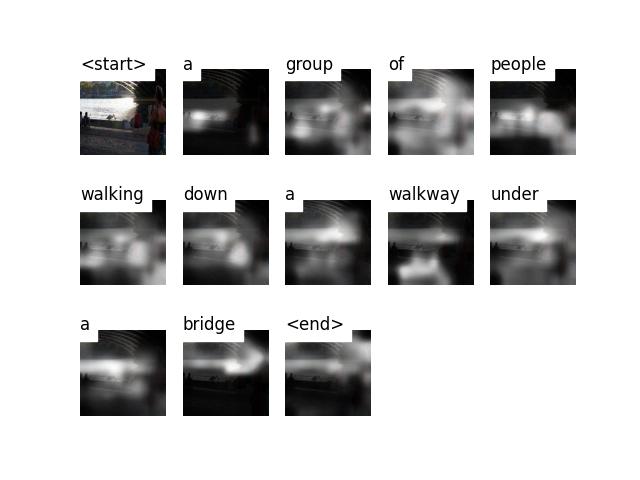 <start> a group of people
walking down a walkway under
a bridge <end>